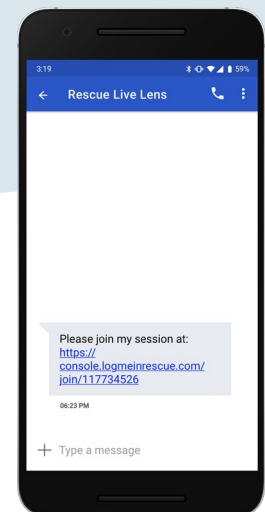 3:19 59%
Rescue Live Lens
Please join my session at:
https://
console.logmeinrescue.com/
join/117734526
06:23 PM
Type a message